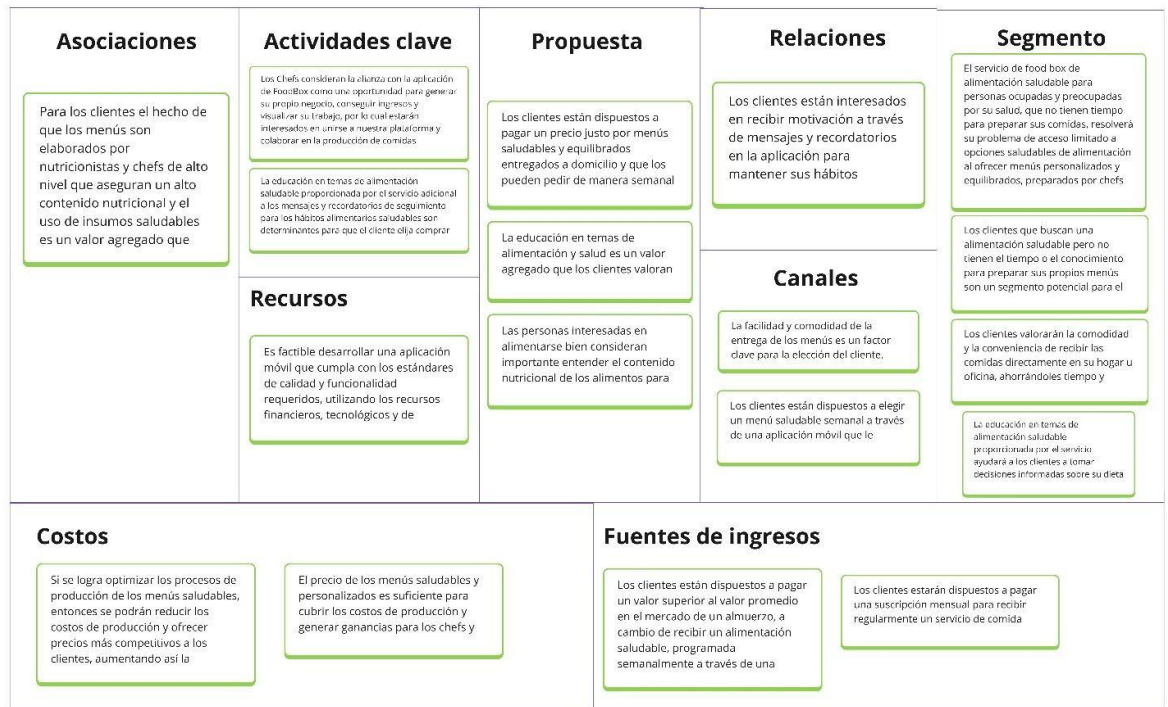 Asociaciones
Para los clientes el hecho de
que los menús son
elaborados por
nutricionistas y chefs de alto
nivel que aseguran un alto
contenido nutricional y el
uso de insumos saludables
es un valor agregado que
Actividades clave
Los Chefs consideran la alianza con la aplicación
de FoooBox como una oportunidad para generar
su propio negocio, conseguir ingresos y
visualizar su trabajo, por lo cual estarán
interesados en unirse a nuestra plataforma y
colaborar en la producción de comidas
La educación en temas de alimentación
saludable proporcionada por el servicio adicional
a los mensajes y recordatorios de seguimiento
para los hábitos alimentarios saludables son
determinantes para que el cliente elija comprar
Recursos
Es factible desarrollar una aplicación
móvil que cumpla con los estándares
de calidad y funcionalidad
requeridos, utilizando los recursos
financieros, tecnológicos y de
Propuesta
Los clientes están dispuestos a
pagar un precio justo por menús
saludables y equilibrados
entregados a domicilio y que los
pueden pedir de manera semanal
La educación en temas de
alimentación y salud es un valor
agregado que los clientes valoran
Las personas interesadas en
alimentarse bien consideran
importante entender el contenido
nutricional de los alimentos para
Relaciones
Los clientes están interesados
en recibir motivación a través
de mensajes y recordatorios
en la aplicación para
mantener sus hábitos
Canales
La facilidad y comodidad de la
entrega de los menús es un factor
clave para la elección del cliente.
Los clientes están dispuestos a elegir
un menú saludable semanal a través
de una aplicación móvil que le
Segmento
El servicio de food box de
alimentación saludable para
personas ocupadas y preocupadas
por su salud, que no tienen tiempo
para preparar sus comidas, resolverá
su problema de acceso limitado a
opciones saludables de alimentación
al ofrecer menús personalizados y
equilibrados, preparados por chefs
Los clientes que buscan una
alimentación saludable pero no
tienen el tiempo o el conocimiento
para preparar sus propios menús
son un segmento potencial para el
Los clientes valorarán la comodidad
y la conveniencia de recibir las
comidas directamente en su hogar u
oficina, ahorrándoles tiempo y
La educación en temas de
alimentación saludable
proporcionada por el servicio
ayudará a los clientes a tomar
decisiones informadas sobre su dieta
Costos
Si se logra optimizar los procesos de
producción de los menús saludables,
entonces se podrán reducir los
costos de producción y ofrecer
precios más competitivos a los
clientes, aumentando así la
El precio de los menús saludables y
personalizados es suficiente para
cubrir los costos de producción y
generar ganancias para los chefs y
Fuentes de ingresos
Los clientes están dispuestos a pagar
un valor superior al valor promedio
en el mercado de un almuerzo, a
cambio de recibir un alimentación
saludable, programada
semanalmente a través de una
Los clientes estarán dispuestos a pagar
una suscripción mensual para recibir
regularmente un servicio de comida